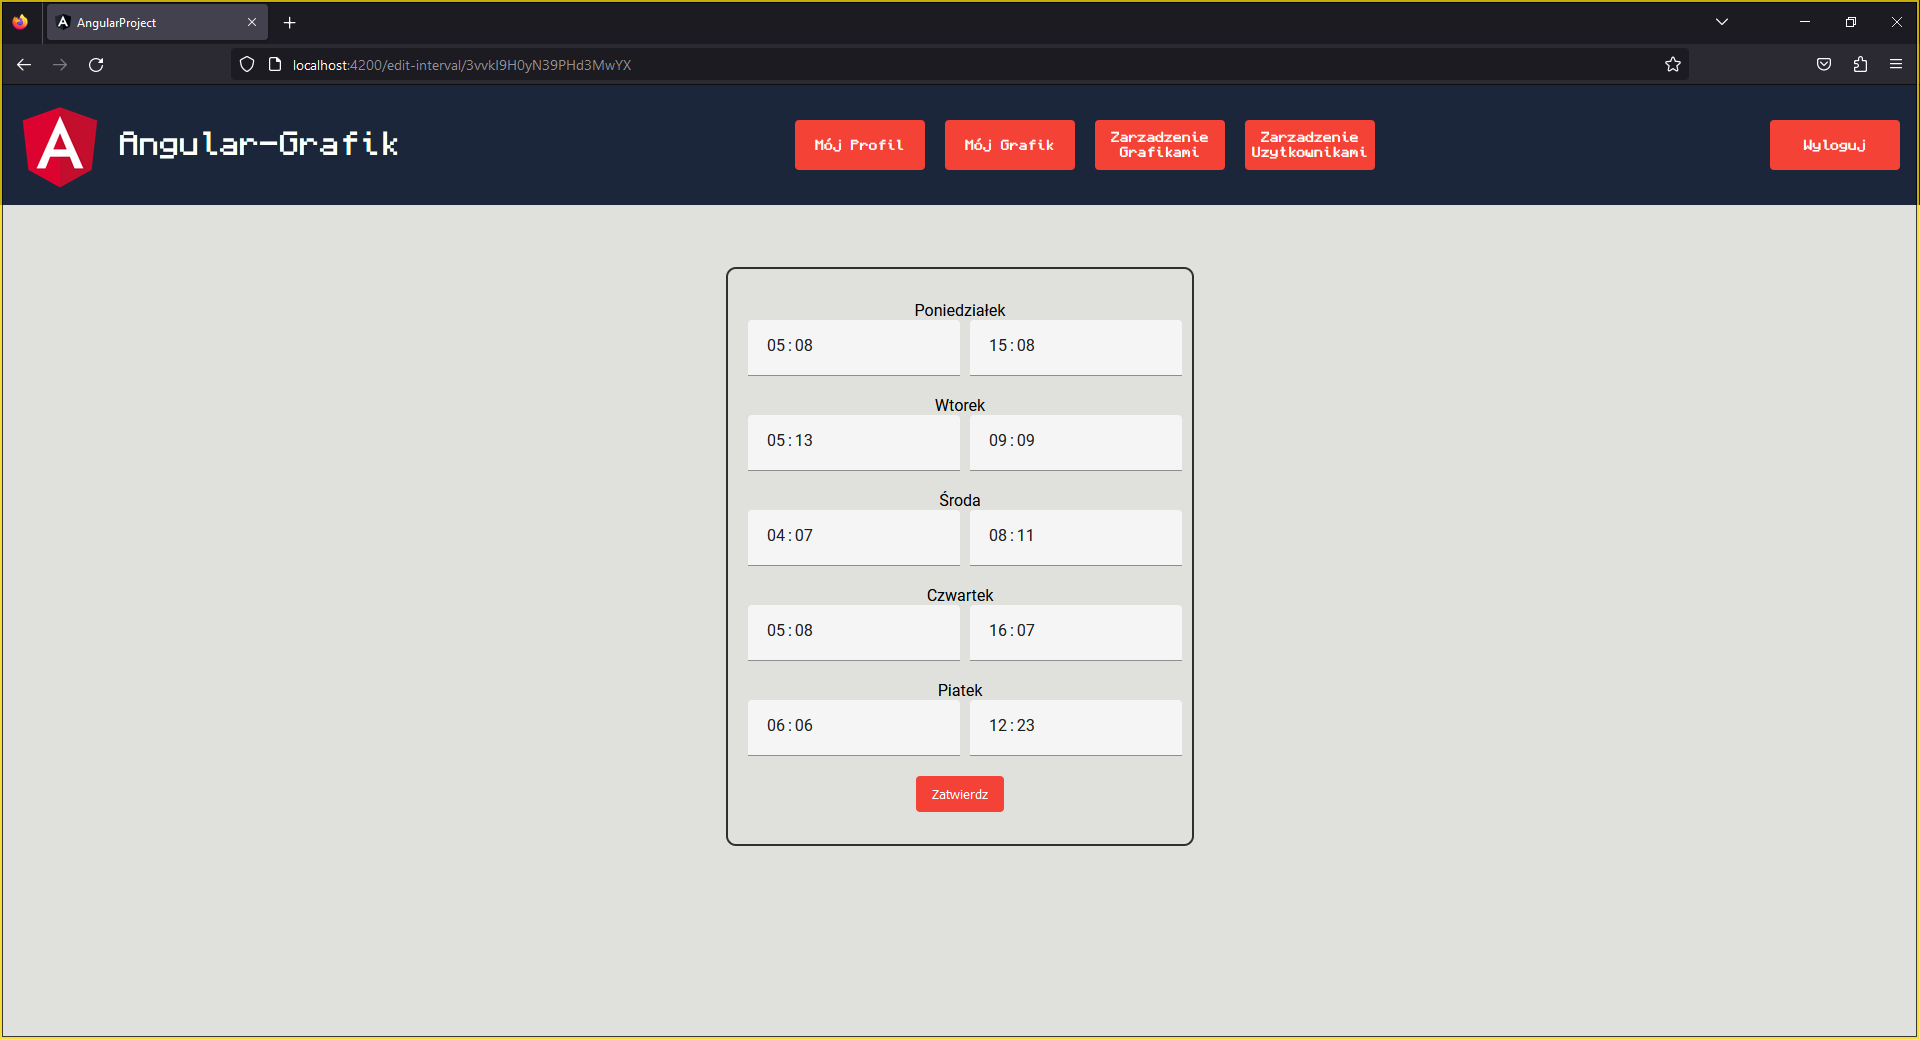 AngularProject
localhost:4200/edit-interval/3vvkI9H0yN39PHd3MwYX
A
Angular-Grafik
Mój Profil
Mój Grafik
Zarzadzenie
Grafikami
Zarzadzenie
Uzytkownikami
Wyloguj
Poniedziałek
05:08 15:08
Wtorek
05:13 09:09
Środa
04:07 08:11
Czwartek
05:08 16:07
Piatek
06:06 12:23
Zatwierdz